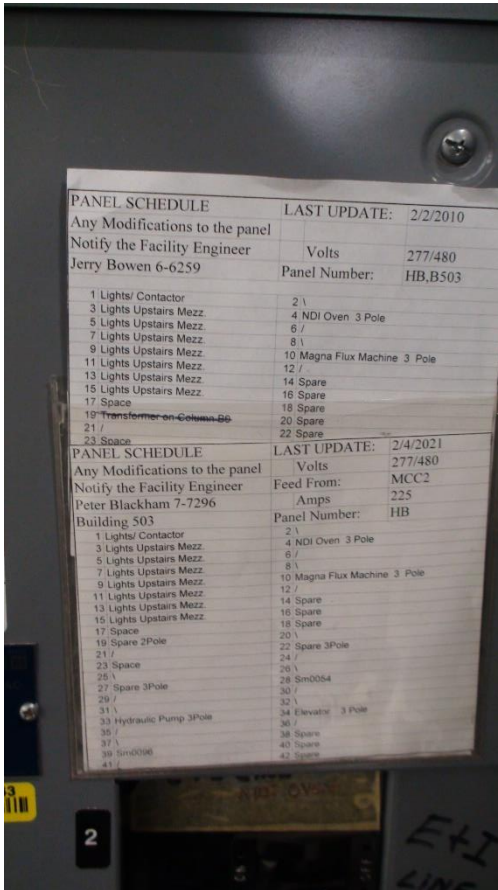 PANEL SCHEDULE LAST UPDATE: 2/2/2010
Any Modifications to the panel
Notify the Facility Engineer Volts 277/480
Jerry Bowen 6-6259 Panel Number: HB,B503
1 Lights/ Contactor 2 \
3 Lights Upstairs Mezz. 4 NDI Oven 3 Pole
5 Lights Upstairs Mezz. 6 /
7 Lights Upstairs Mezz. 8 \
9 Lights Upstairs Mezz. 10 Magna Flux Machine 3 Pole
11 Lights Upstairs Mezz. 12 /
13 Lights Upstairs Mezz. 14 Spare
15 Lights Upstairs Mezz. 16 Spare
17 Space 18 Spare
19 Transformer on Column B6 20 Spare
21 / 22 Spare
23 Space
PANEL SCHEDULE LAST UPDATE: 2/4/2021
Any Modifications to the panel Volts 277/480
Notify the Facility Engineer Feed From: MCC2
Peter Blackham 7-7296 Amps 225
Building 503 Panel Number: HB
1 Lights/ Contactor 2 \
3 Lights Upstairs Mezz. 4 NDI Oven 3 Pole
5 Lights Upstairs Mezz. 6 /
7 Lights Upstairs Mezz. 8 \
9 Lights Upstairs Mezz. 10 Magna Flux Machine 3 Pole
11 Lights Upstairs Mezz. 12 /
13 Lights Upstairs Mezz. 14 Spare
15 Lights Upstairs Mezz. 16 Spare
17 Space 18 Spare
19 Spare 2Pole 20 \
21 / 22 Spare 3Pole
23 Space 24 /
25 \ 26 \
27 Spare 3Pole 28 Sm0054
29 / 30 /
31 \ 32 \
33 Hydraulic Pump 3Pole 34 Elevator 3 Pole
35 / 36 /
37 \ 38 Spare
39 Sm0096 40 Spare
41 42 Spare
2
E+I
LINE
ON
OFF